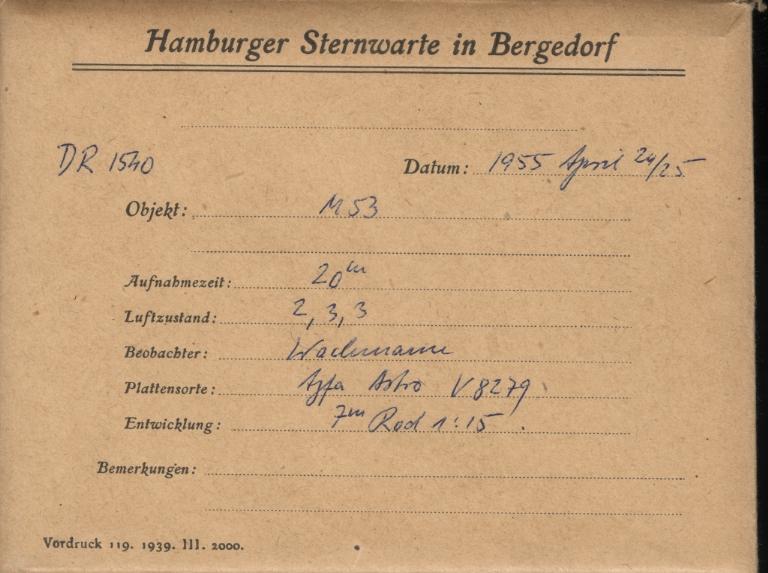 Hamburger Sternwarte in Bergedorf
DR 1540 Datum: 1955 April 24/25
Objekt: M 53
Aufnahmezeit: 20m
Luftzustand: 2, 3, 3
Beobachter: Wachmann
Plattensorte: Agfa Astro V 8279
Entwicklung: 7m Rod 1:15.
Bemerkungen:
Vordruck 119. 1939. III. 2000.